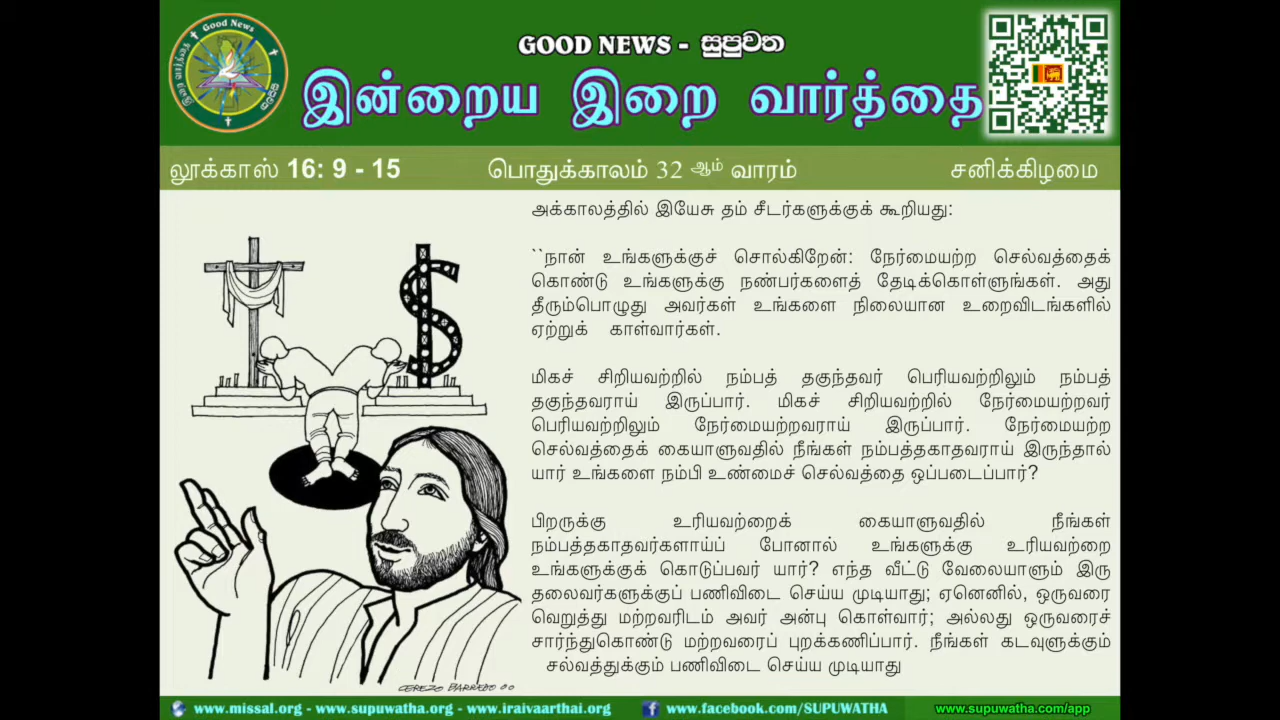 Good News
GOOD NEWS - සුපුවත
இன்றைய இறை வார்த்தை
லூக்காஸ் 16: 9 - 15 பொதுக்காலம் 32 ஆம் வாரம் சனிக்கிழமை
அக்காலத்தில் இயேசு தம் சீடர்களுக்குக் கூறியது:
``நான் உங்களுக்குச் சொல்கிறேன்: நேர்மையற்ற செல்வத்தைக்
கொண்டு உங்களுக்கு நண்பர்களைத் தேடிக்கொள்ளுங்கள். அது
தீரும்பொழுது அவர்கள் உங்களை நிலையான உறைவிடங்களில்
ஏற்றுக் காள்வார்கள்.
மிகச் சிறியவற்றில் நம்பத் தகுந்தவர் பெரியவற்றிலும் நம்பத்
தகுந்தவராய் இருப்பார். மிகச் சிறியவற்றில் நேர்மையற்றவர்
பெரியவற்றிலும் நேர்மையற்றவராய் இருப்பார். நேர்மையற்ற
செல்வத்தைக் கையாளுவதில் நீங்கள் நம்பத்தகாதவராய் இருந்தால்
யார் உங்களை நம்பி உண்மைச் செல்வத்தை ஒப்படைப்பார்?
பிறருக்கு உரியவற்றைக் கையாளுவதில் நீங்கள்
நம்பத்தகாதவர்களாய்ப் போனால் உங்களுக்கு உரியவற்றை
உங்களுக்குக் கொடுப்பவர் யார்? எந்த வீட்டு வேலையாளும் இரு
தலைவர்களுக்குப் பணிவிடை செய்ய முடியாது; ஏனெனில், ஒருவரை
வெறுத்து மற்றவரிடம் அவர் அன்பு கொள்வார்; அல்லது ஒருவரைச்
சார்ந்துகொண்டு மற்றவரைப் புறக்கணிப்பார். நீங்கள் கடவுளுக்கும்
சல்வத்துக்கும் பணிவிடை செய்ய முடியாது
CEREZO BARREDO
www.missal.org - www.supuwatha.org - www.iraivaarthai.org www.facebook.com/SUPUWATHA www.supuwatha.com/app